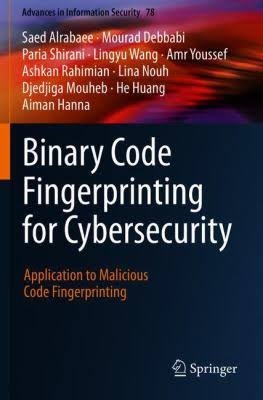 Advances in Information Security 78
Saed Alrabaee · Mourad Debbabi
Paria Shirani · Lingyu Wang · Amr Youssef
Ashkan Rahimian · Lina Nouh
Djedjiga Mouheb · He Huang
Aiman Hanna
Binary Code
Fingerprinting
for Cybersecurity
Application to Malicious
Code Fingerprinting
Springer